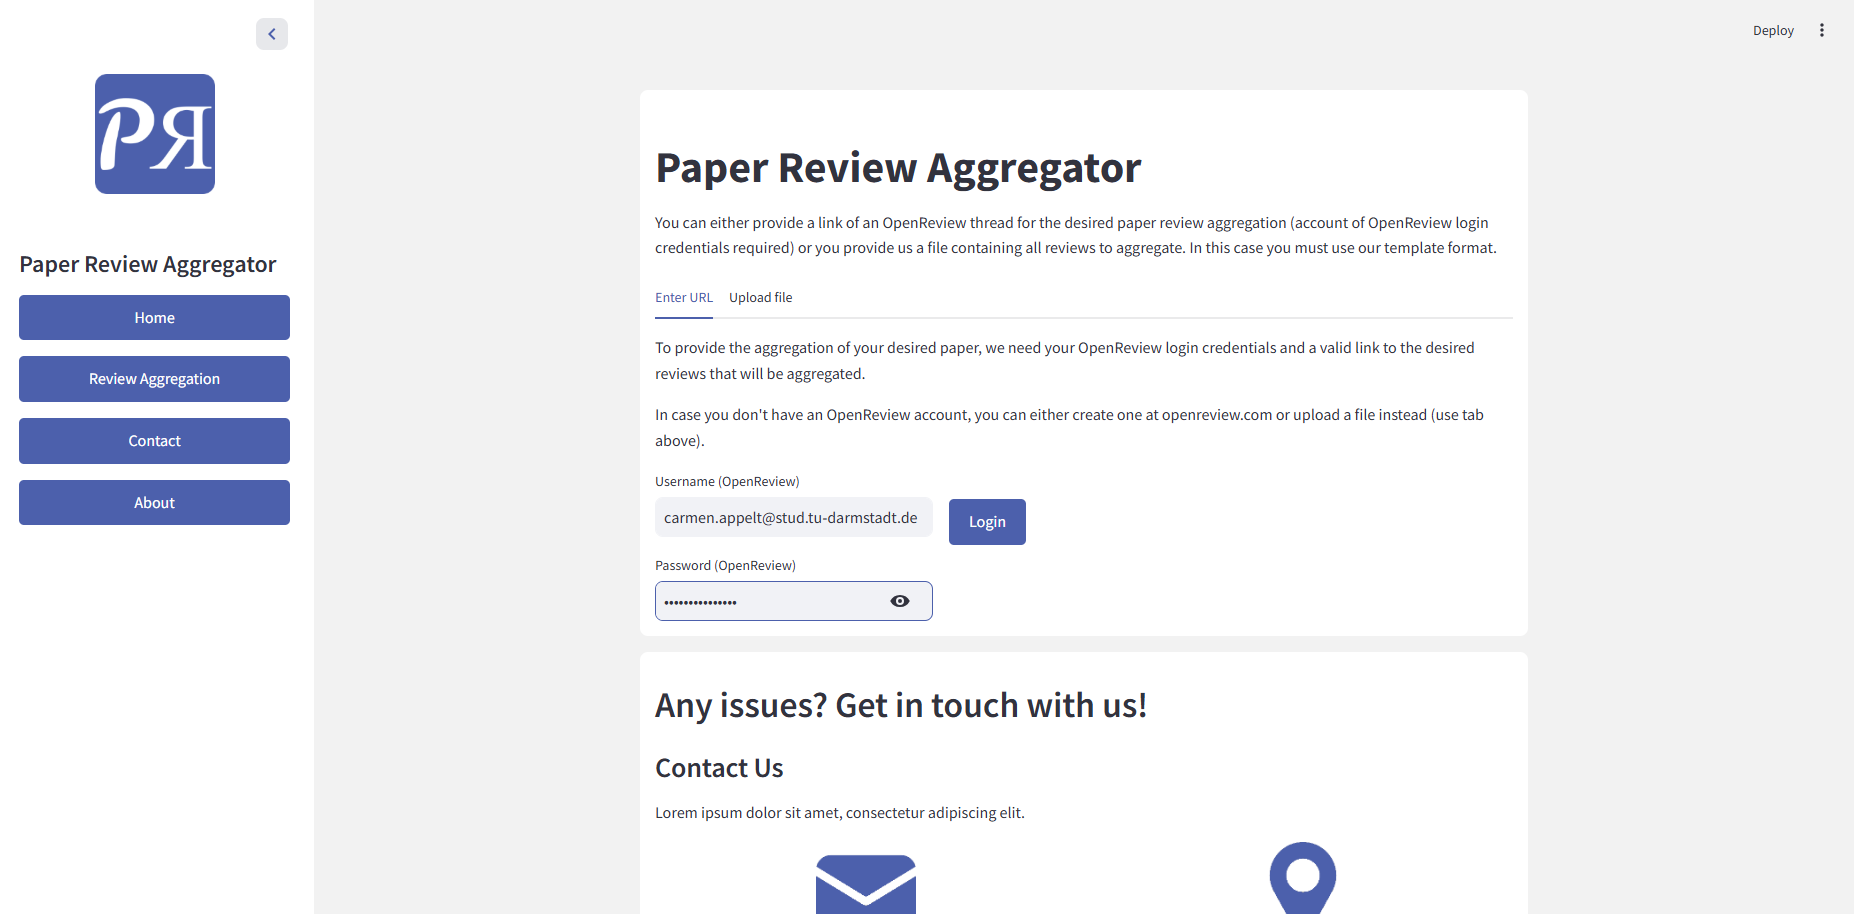 Deploy
PR
Paper Review Aggregator
Home
Review Aggregation
Contact
About
Paper Review Aggregator
You can either provide a link of an OpenReview thread for the desired paper review aggregation (account of OpenReview login
credentials required) or you provide us a file containing all reviews to aggregate. In this case you must use our template format.
Enter URL Upload file
To provide the aggregation of your desired paper, we need your OpenReview login credentials and a valid link to the desired
reviews that will be aggregated.
In case you don't have an OpenReview account, you can either create one at openreview.com or upload a file instead (use tab
above).
Username (OpenReview)
carmen.appelt@stud.tu-darmstadt.de
Login
Password (OpenReview)
•••••••••••••••
Any issues? Get in touch with us!
Contact Us
Lorem ipsum dolor sit amet, consectetur adipiscing elit.